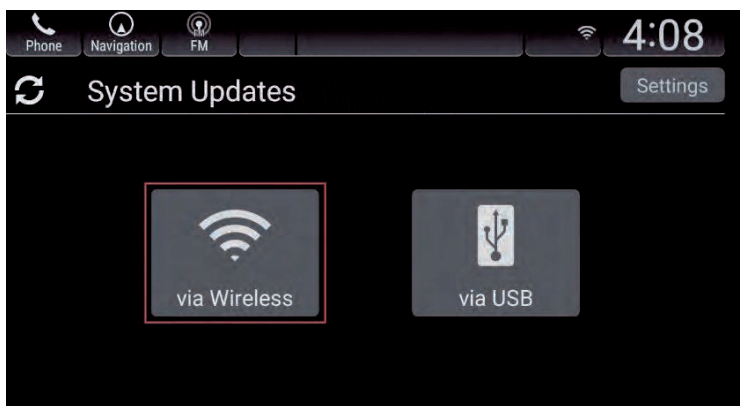 Phone Navigation FM 4:08
System Updates Settings
via Wireless via USB